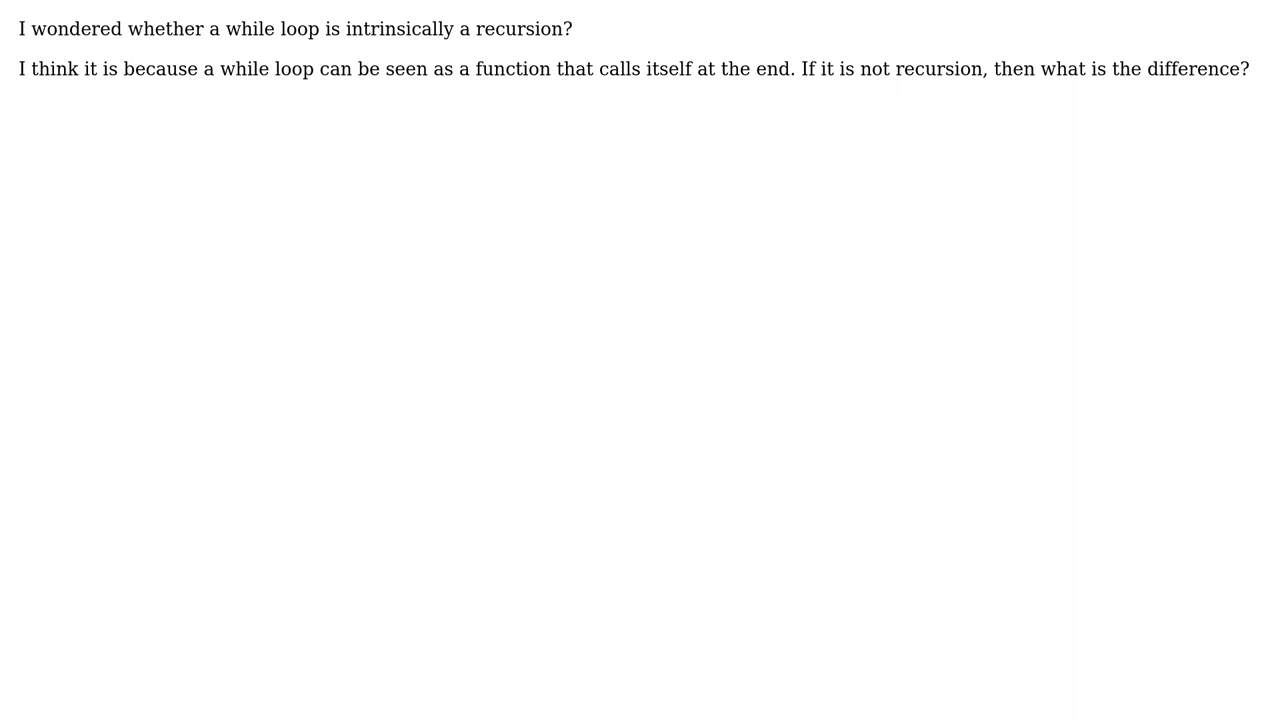 I wondered whether a while loop is intrinsically a recursion?
I think it is because a while loop can be seen as a function that calls itself at the end. If it is not recursion, then what is the difference?